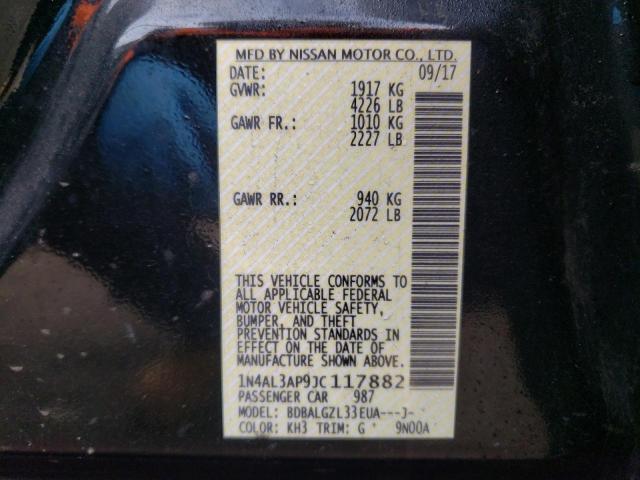 MFD BY NISSAN MOTOR CO., LTD.
DATE: 09/17
GVWR: 1917 KG
4226 LB
GAWR FR.: 1010 KG
2227 LB
GAWR RR.: 940 KG
2072 LB
THIS VEHICLE CONFORMS TO
ALL APPLICABLE FEDERAL
MOTOR VEHICLE SAFETY,
BUMPER, AND THEFT
PREVENTION STANDARDS IN
EFFECT ON THE DATE OF
MANUFACTURE SHOWN ABOVE.
1N4AL3AP9JC117882
PASSENGER CAR 987
MODEL: BDBALGZL33EUA---J-
COLOR: KH3 TRIM: G 9N00A